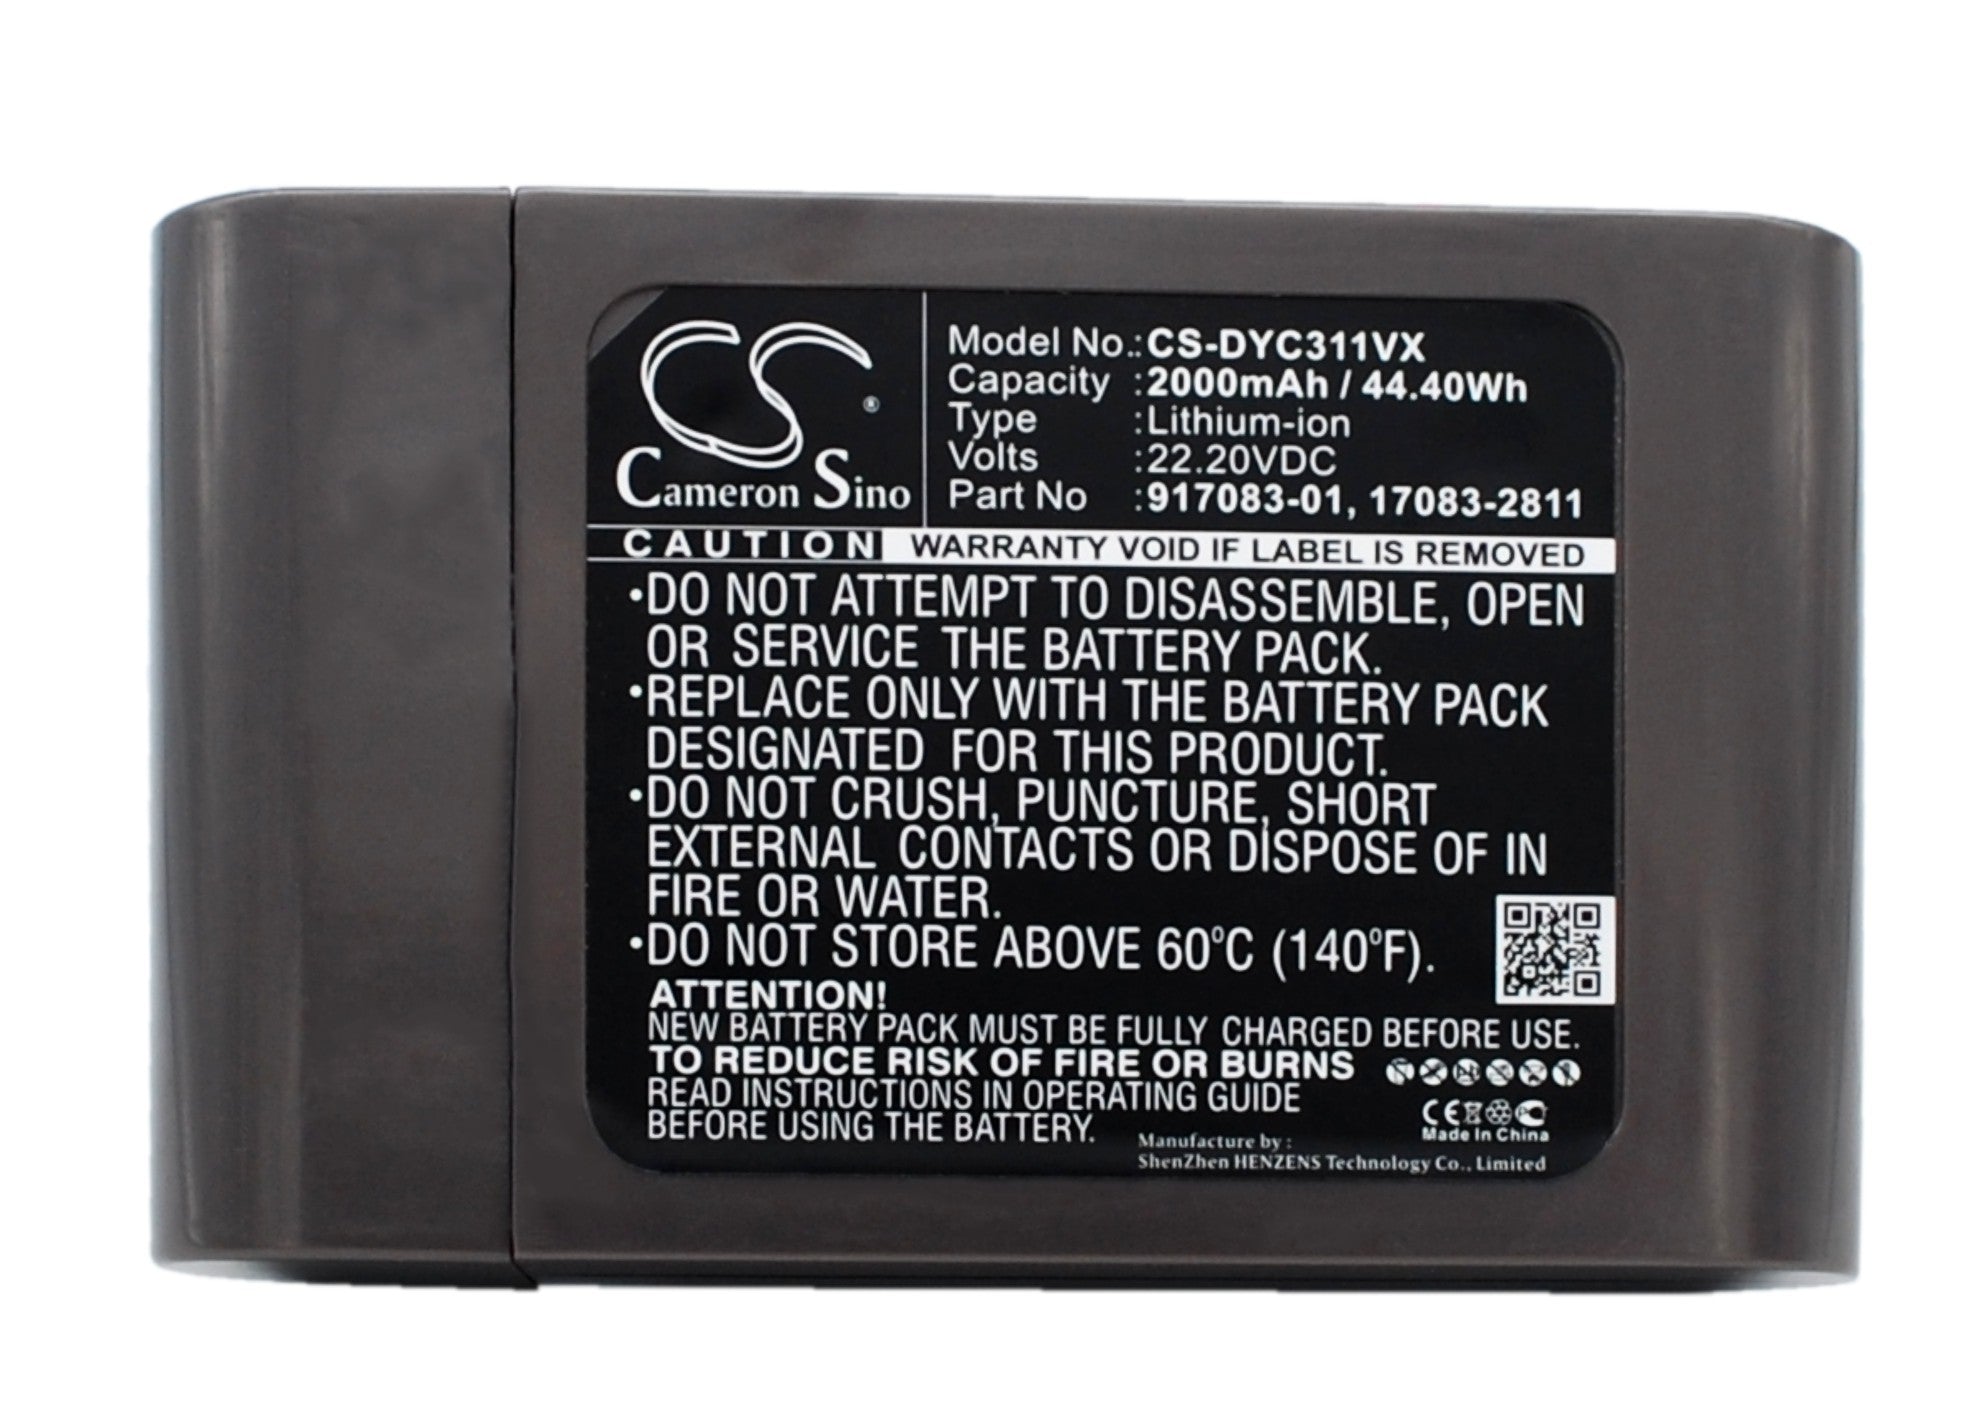 CS®
Cameron Sino
Model No.: CS-DYC311VX
Capacity : 2000mAh / 44.40Wh
Type : Lithium-ion
Volts : 22.20VDC
Part No : 917083-01, 17083-2811
CAUTION WARRANTY VOID IF LABEL IS REMOVED
•DO NOT ATTEMPT TO DISASSEMBLE, OPEN
OR SERVICE THE BATTERY PACK.
•REPLACE ONLY WITH THE BATTERY PACK
DESIGNATED FOR THIS PRODUCT.
•DO NOT CRUSH, PUNCTURE, SHORT
EXTERNAL CONTACTS OR DISPOSE OF IN
FIRE OR WATER.
•DO NOT STORE ABOVE 60°C (140°F).
ATTENTION!
NEW BATTERY PACK MUST BE FULLY CHARGED BEFORE USE.
TO REDUCE RISK OF FIRE OR BURNS
READ INSTRUCTIONS IN OPERATING GUIDE
BEFORE USING THE BATTERY.
CE
Made In China
Manufacture by :
ShenZhen HENZENS Technology Co., Limited